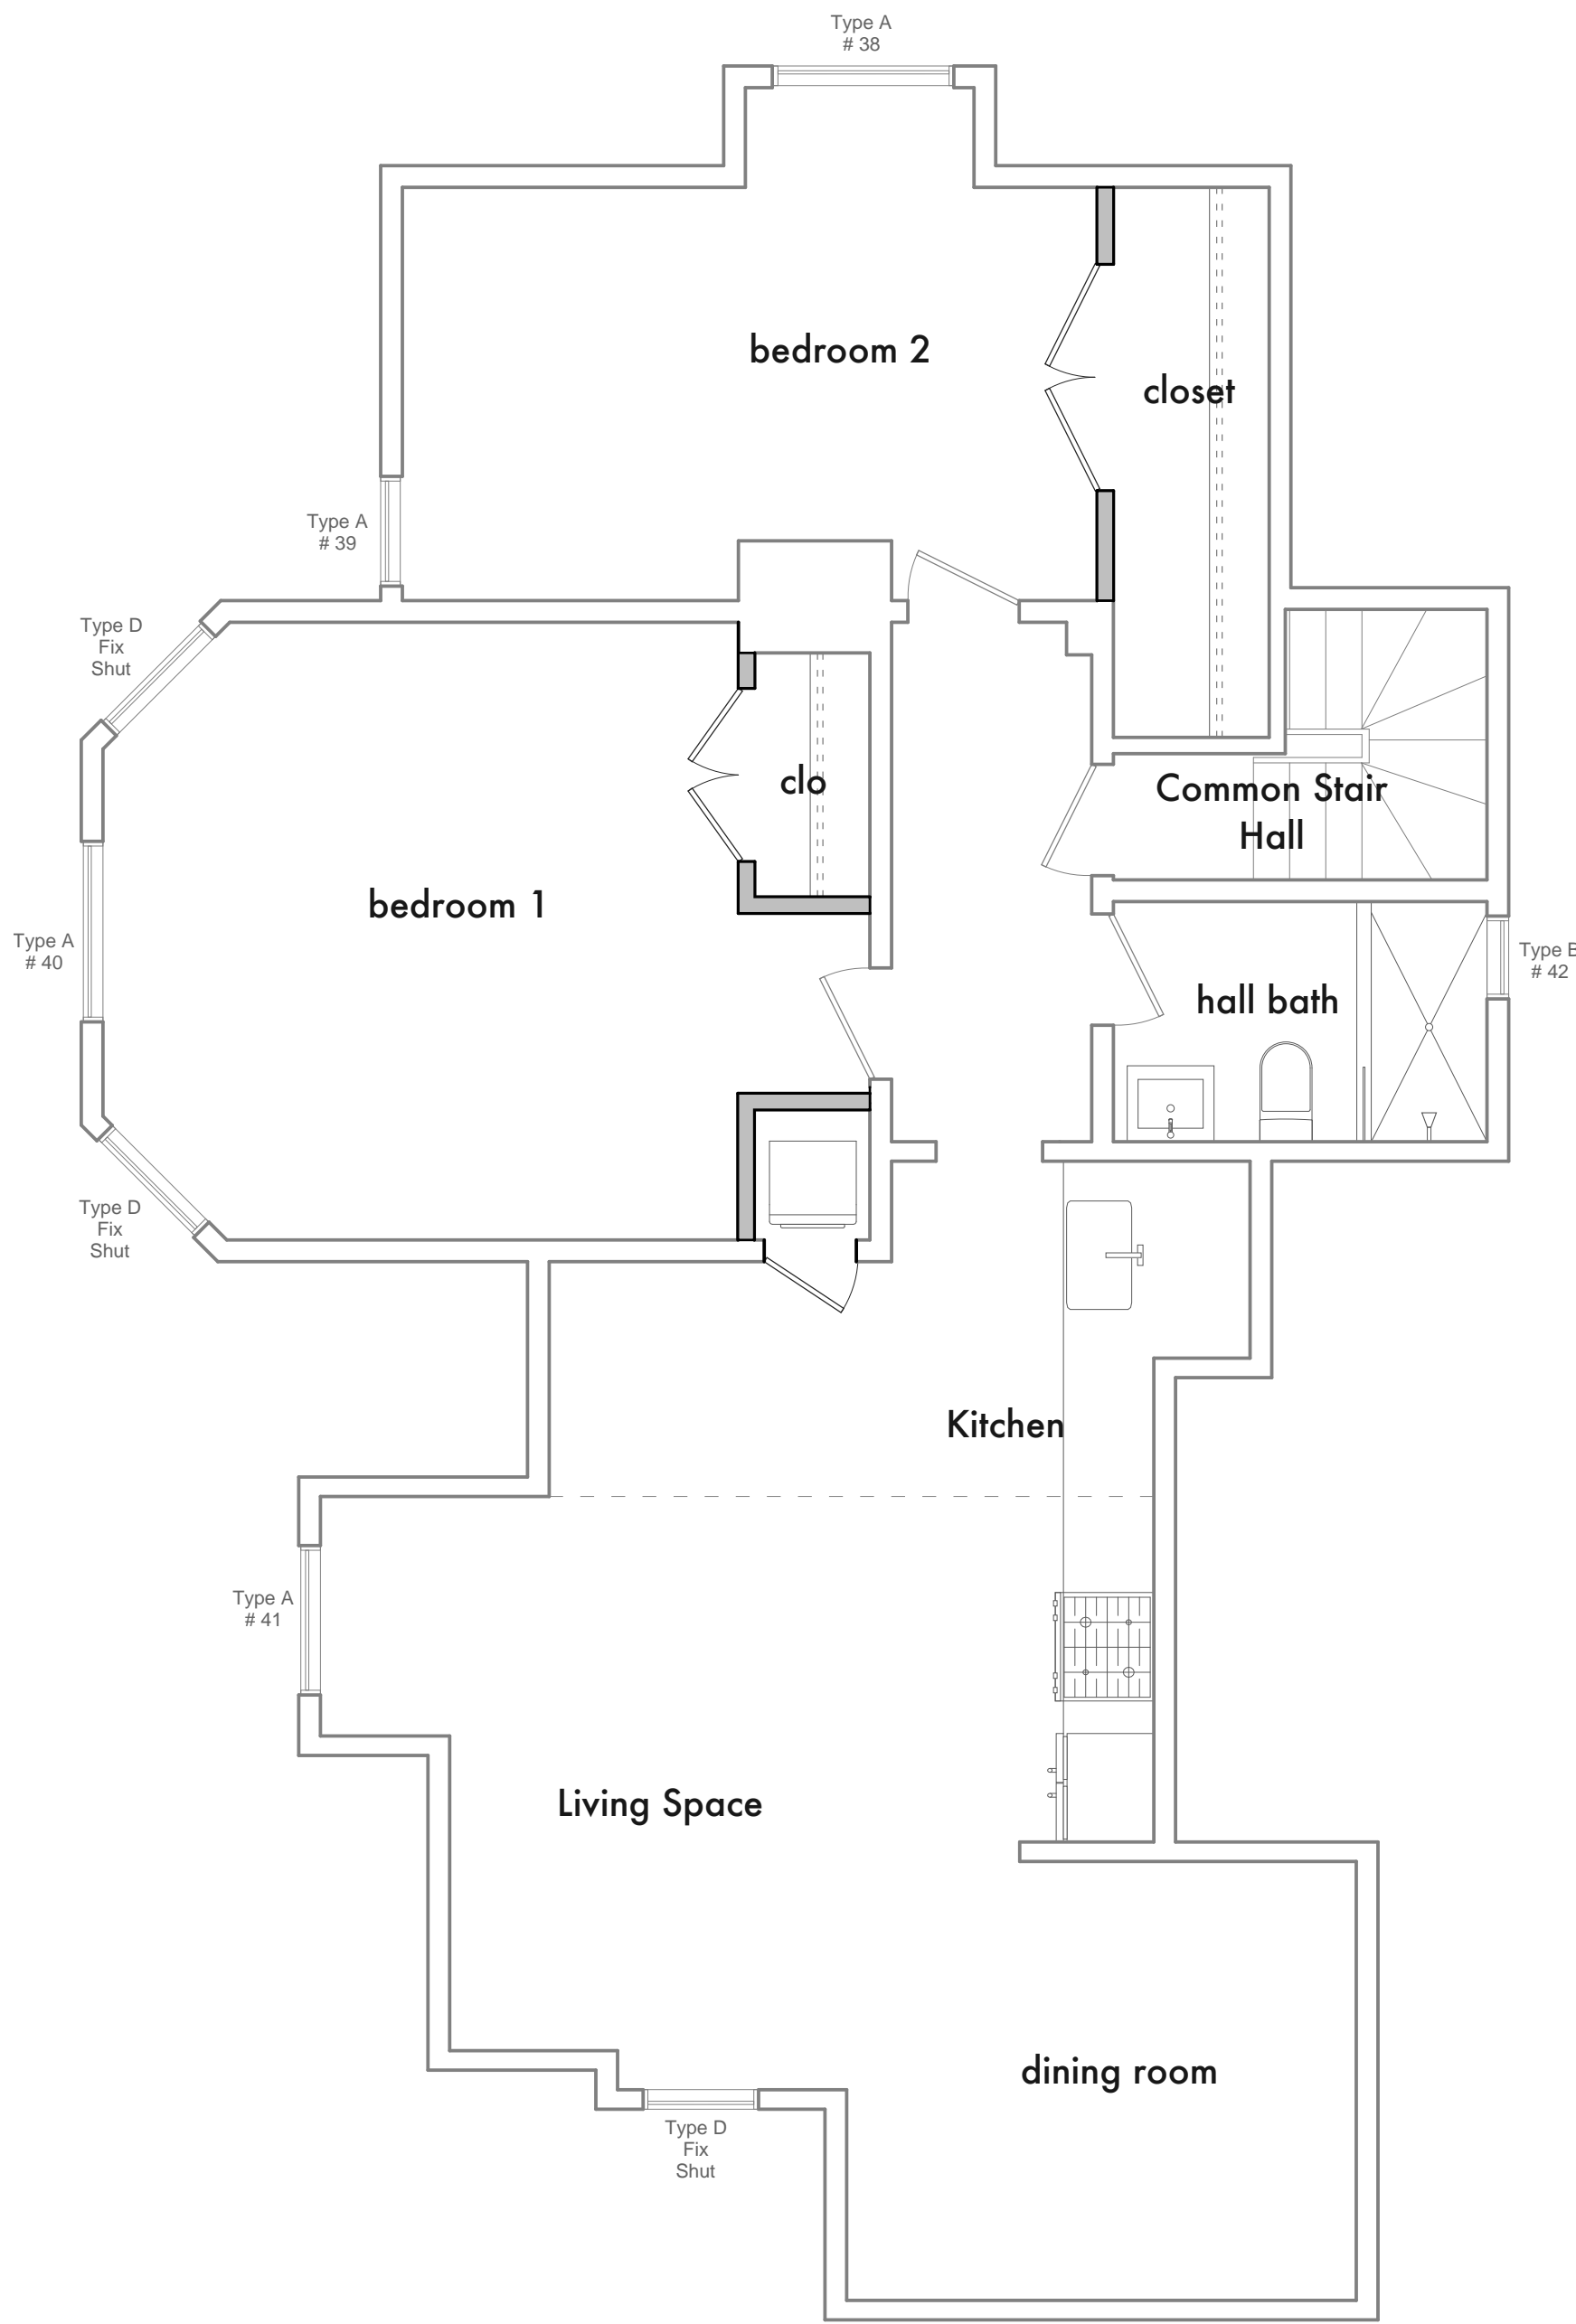 Type A
# 38
bedroom 2
closet
Type A
# 39
Type D
Fix
Shut
clo
Common Stair
Hall
bedroom 1
Type A
# 40
Type B
# 42
hall bath
Type D
Fix
Shut
Kitchen
Type A
# 41
Living Space
dining room
Type D
Fix
Shut